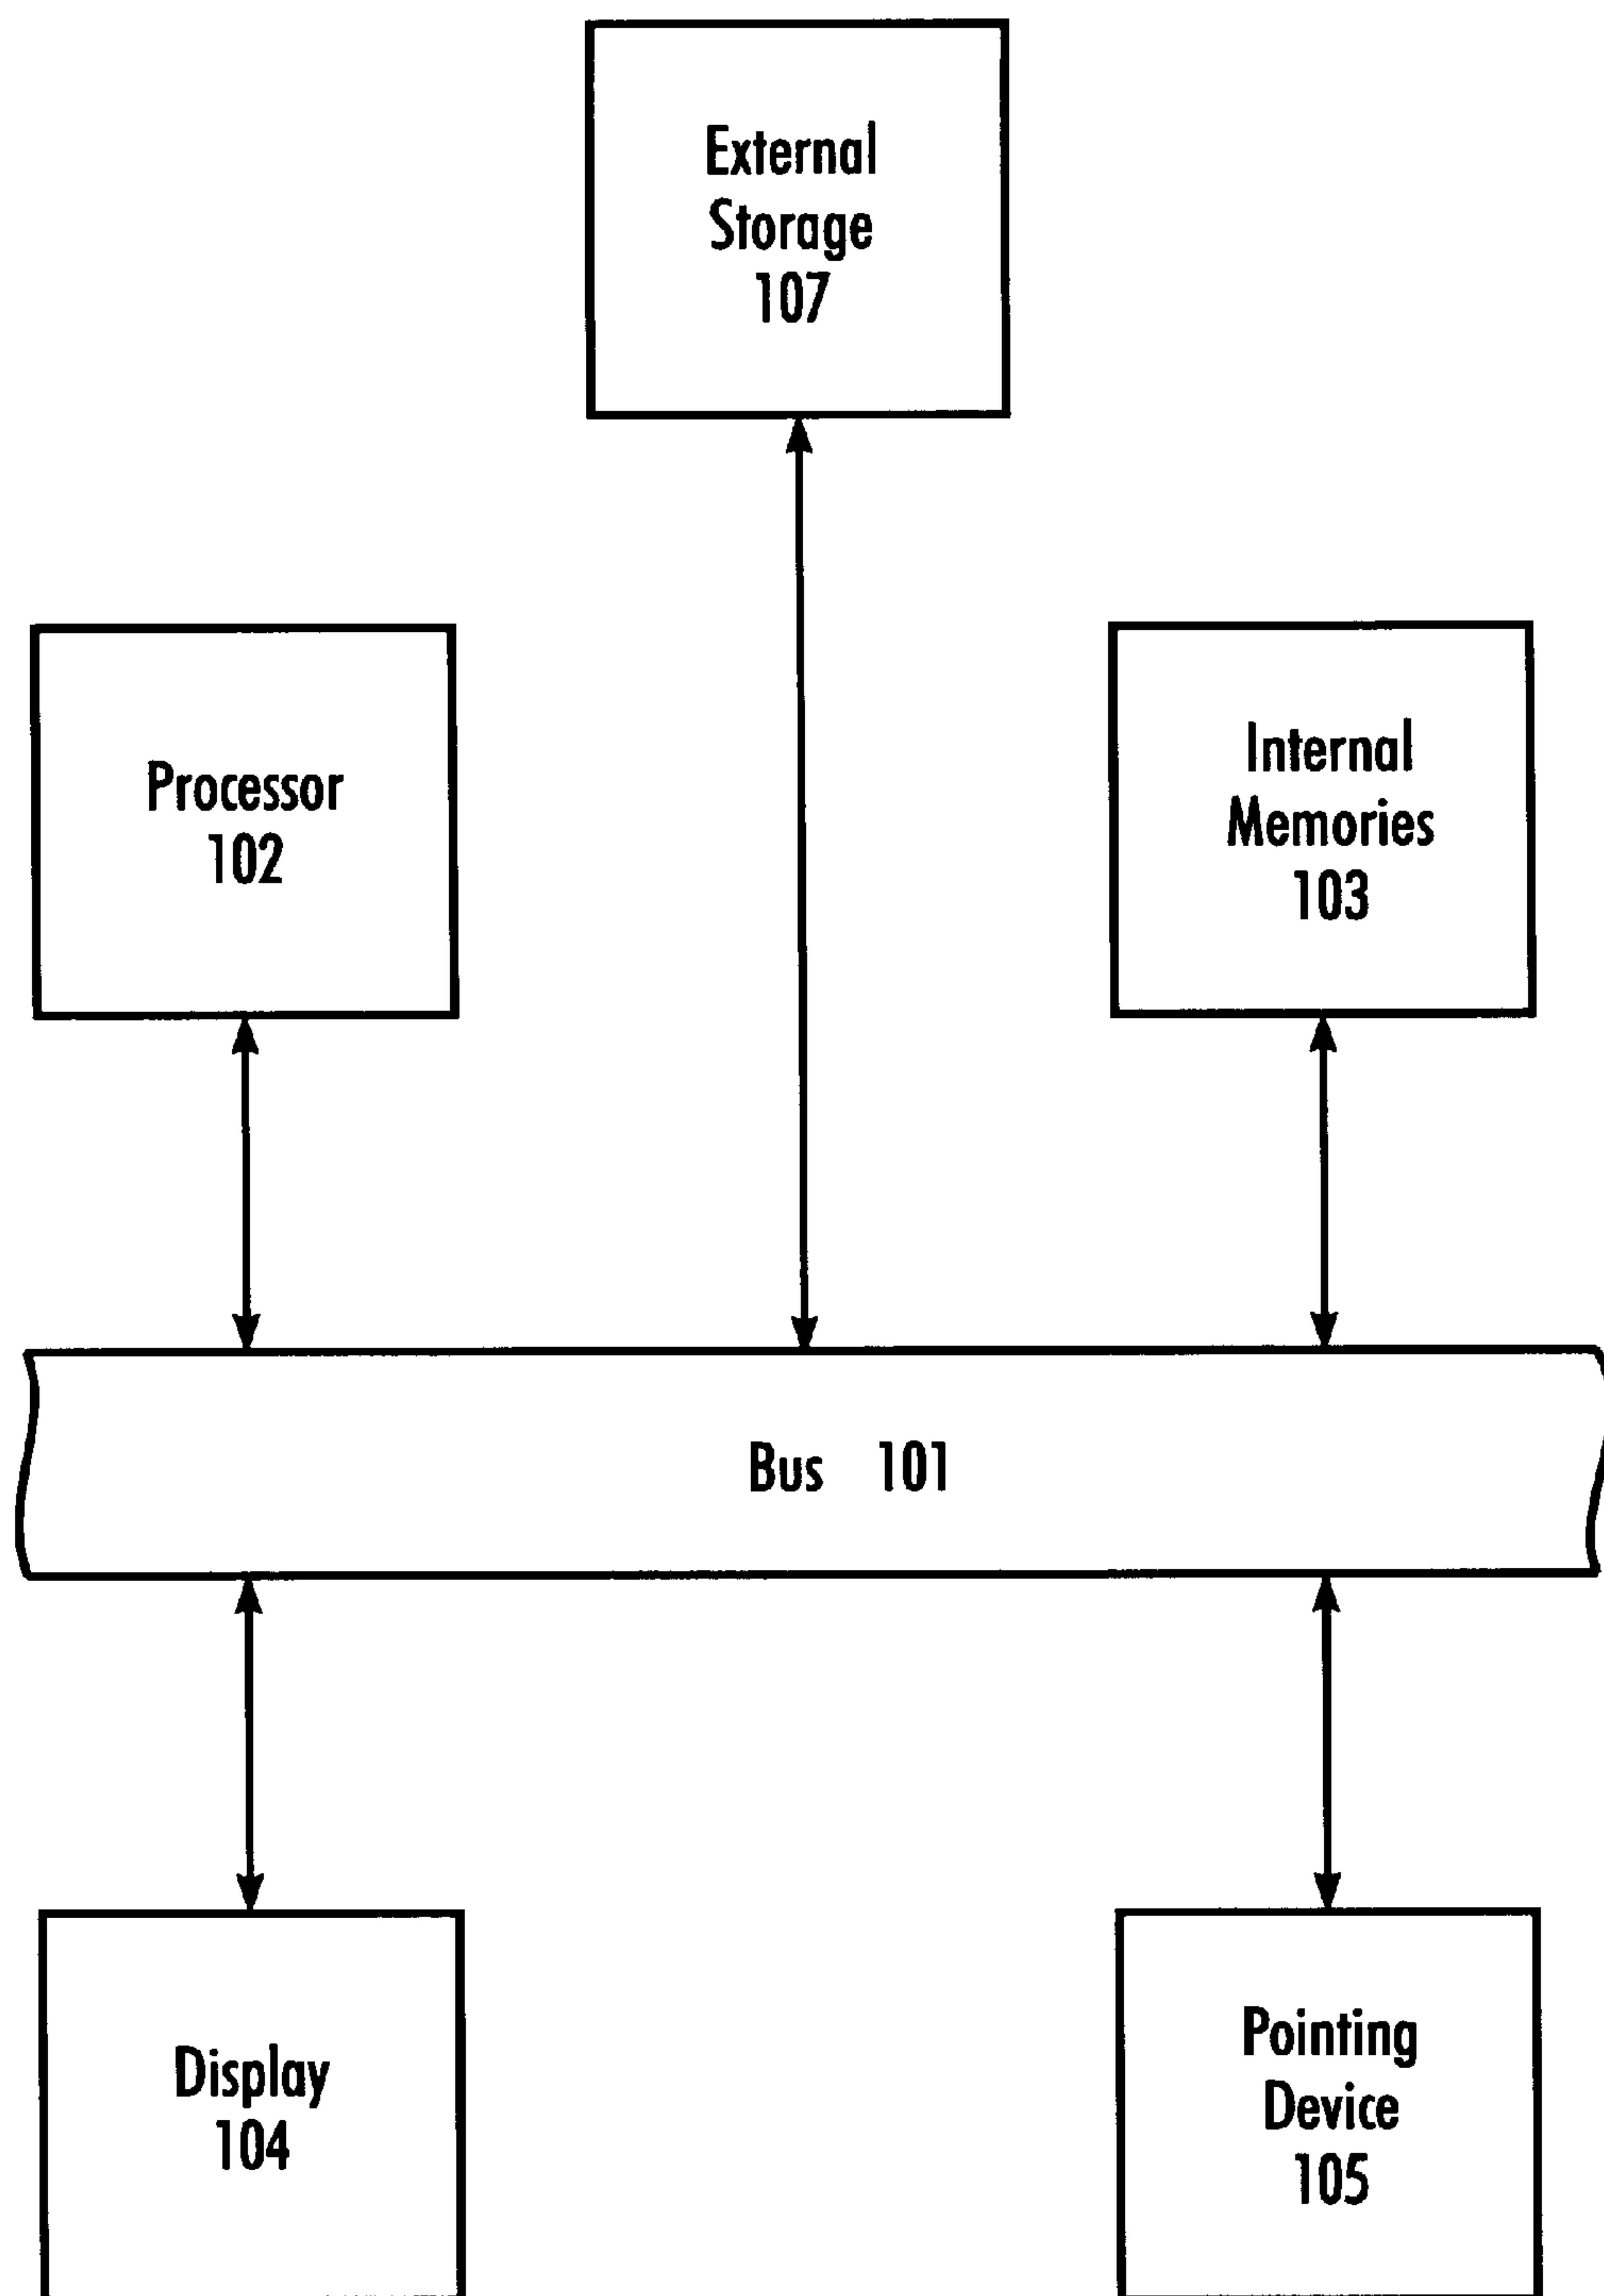 External
Storage
107
Processor
102
Internal
Memories
103
Bus 101
Display
104
Pointing
Device
105